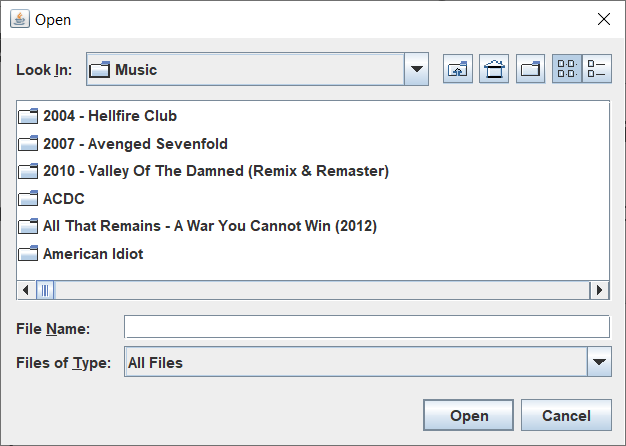 Open
Look In: Music
2004 - Hellfire Club
2007 - Avenged Sevenfold
2010 - Valley Of The Damned (Remix & Remaster)
ACDC
All That Remains - A War You Cannot Win (2012)
American Idiot
File Name:
Files of Type: All Files
Open Cancel